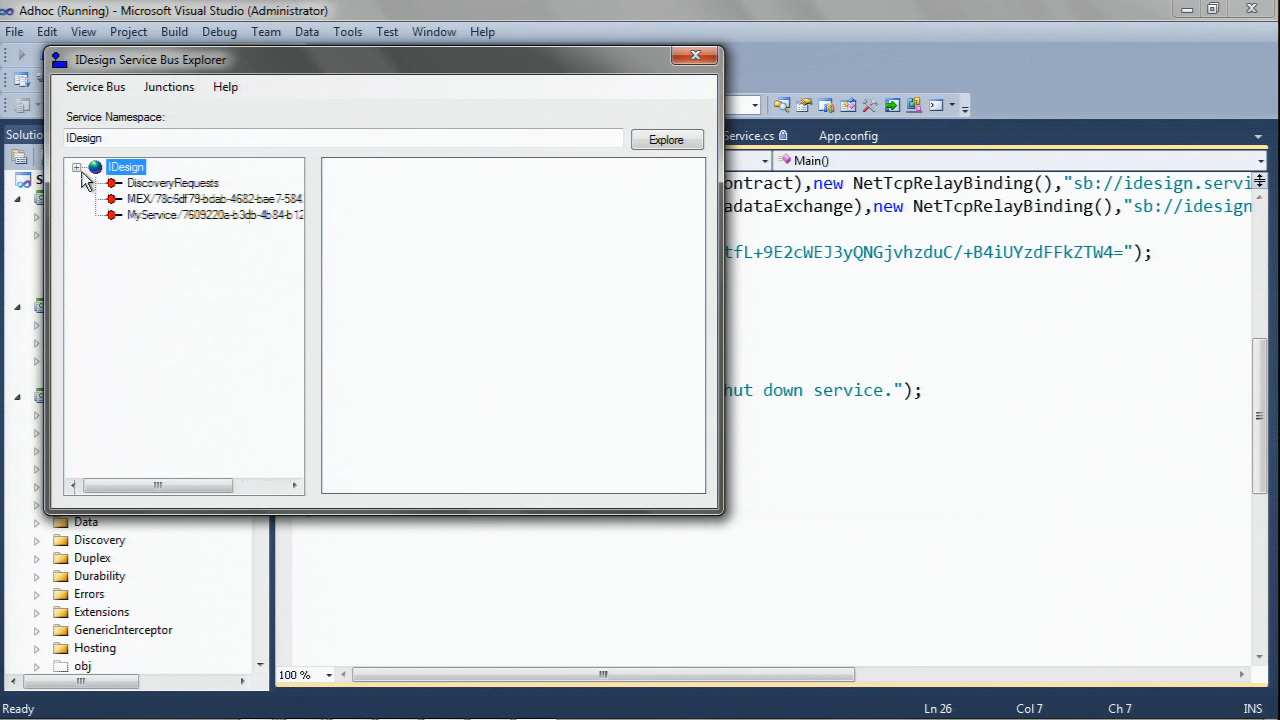 Adhoc (Running) - Microsoft Visual Studio (Administrator)
File Edit View Project Build Debug Team Data Tools Test Window Help
IDesign Service Bus Explorer
Service Bus Junctions Help
Service Namespace:
IDesign
Explore
IDesign
DiscoveryRequests
MEX/78c6df79-bdab-4682-bae7-584
MyService/7609220a-b3db-4b84-b12
Solutio
Service.cs App.config
Main()
ontract),new NetTcpRelayBinding(),"sb://idesign.servi
adataExchange),new NetTcpRelayBinding(),"sb://idesign
tfL+9E2cWEJ3yQNGjvhzduC/+B4iUYzdFFkZTW4=");
hut down service.");
Data
Discovery
Duplex
Durability
Errors
Extensions
GenericInterceptor
Hosting
obj
100 %
Ready Ln 26 Col 7 Ch 7 INS